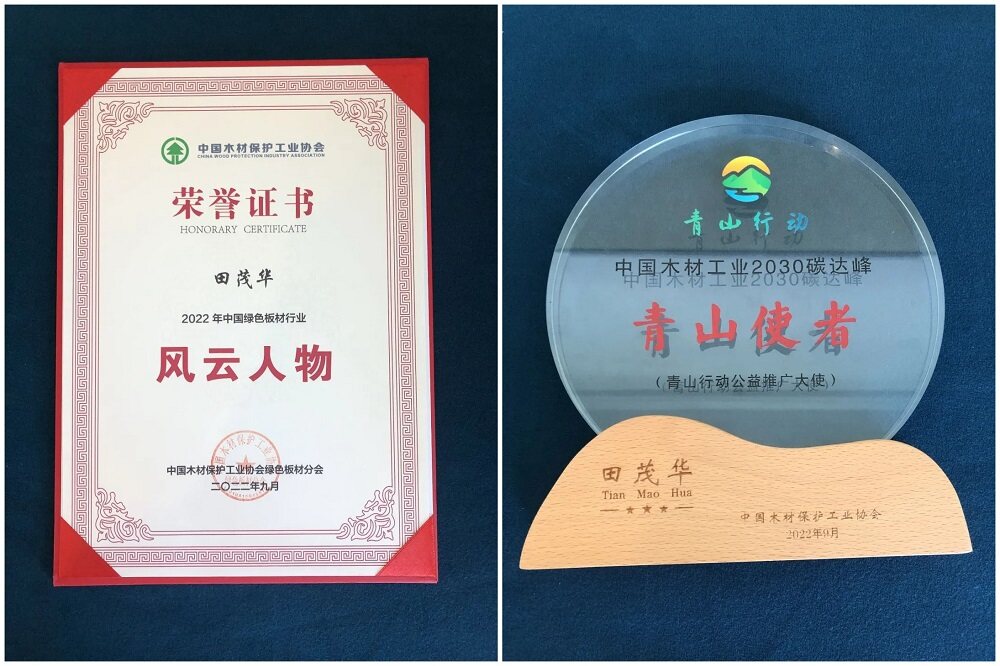 中国木材保护工业协会
CHINA WOOD PROTECTION INDUSTRY ASSOCIATION
荣誉证书
HONORARY CERTIFICATE
田茂华
2022年中国绿色板材行业
风云人物
中国木材保护工业协会绿色板材分会
二〇二二年九月
青山行动
中国木材工业2030碳达峰
青山使者
(青山行动公益推广大使)
田茂华
Tian Mao Hua
中国木材保护工业协会
2022年9月